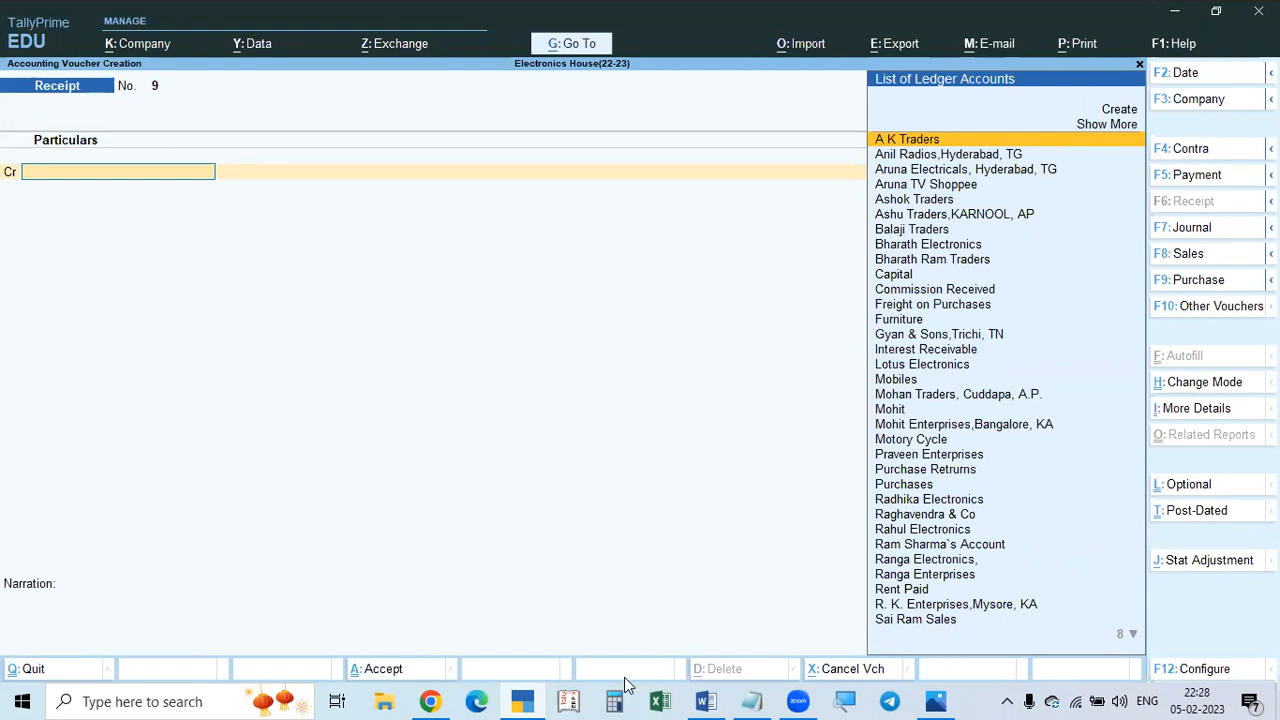 TallyPrime
EDU
MANAGE
K: Company
Y: Data
Z: Exchange
G: Go To
O: Import
E: Export
M: E-mail
P: Print
F1: Help
Accounting Voucher Creation
Electronics House(22-23)
Receipt
No. 9
Particulars
Cr
List of Ledger Accounts
Create
Show More
A K Traders
Anil Radios,Hyderabad, TG
Aruna Electricals, Hyderabad, TG
Aruna TV Shoppee
Ashok Traders
Ashu Traders,KARNOOL, AP
Balaji Traders
Bharath Electronics
Bharath Ram Traders
Capital
Commission Received
Freight on Purchases
Furniture
Gyan & Sons,Trichi, TN
Interest Receivable
Lotus Electronics
Mobiles
Mohan Traders, Cuddapa, A.P.
Mohit
Mohit Enterprises,Bangalore, KA
Motory Cycle
Praveen Enterprises
Purchase Retrurns
Purchases
Radhika Electronics
Raghavendra & Co
Rahul Electronics
Ram Sharma`s Account
Ranga Electronics,
Ranga Enterprises
Rent Paid
R. K. Enterprises,Mysore, KA
Sai Ram Sales
8
F2: Date
F3: Company
F4: Contra
F5: Payment
F6: Receipt
F7: Journal
F8: Sales
F9: Purchase
F10: Other Vouchers
F: Autofill
H: Change Mode
I: More Details
O: Related Reports
L: Optional
T: Post-Dated
J: Stat Adjustment
Narration:
Q: Quit
A: Accept
D: Delete
X: Cancel Vch
F12: Configure
Type here to search
ENG
22:28
05-02-2023
7